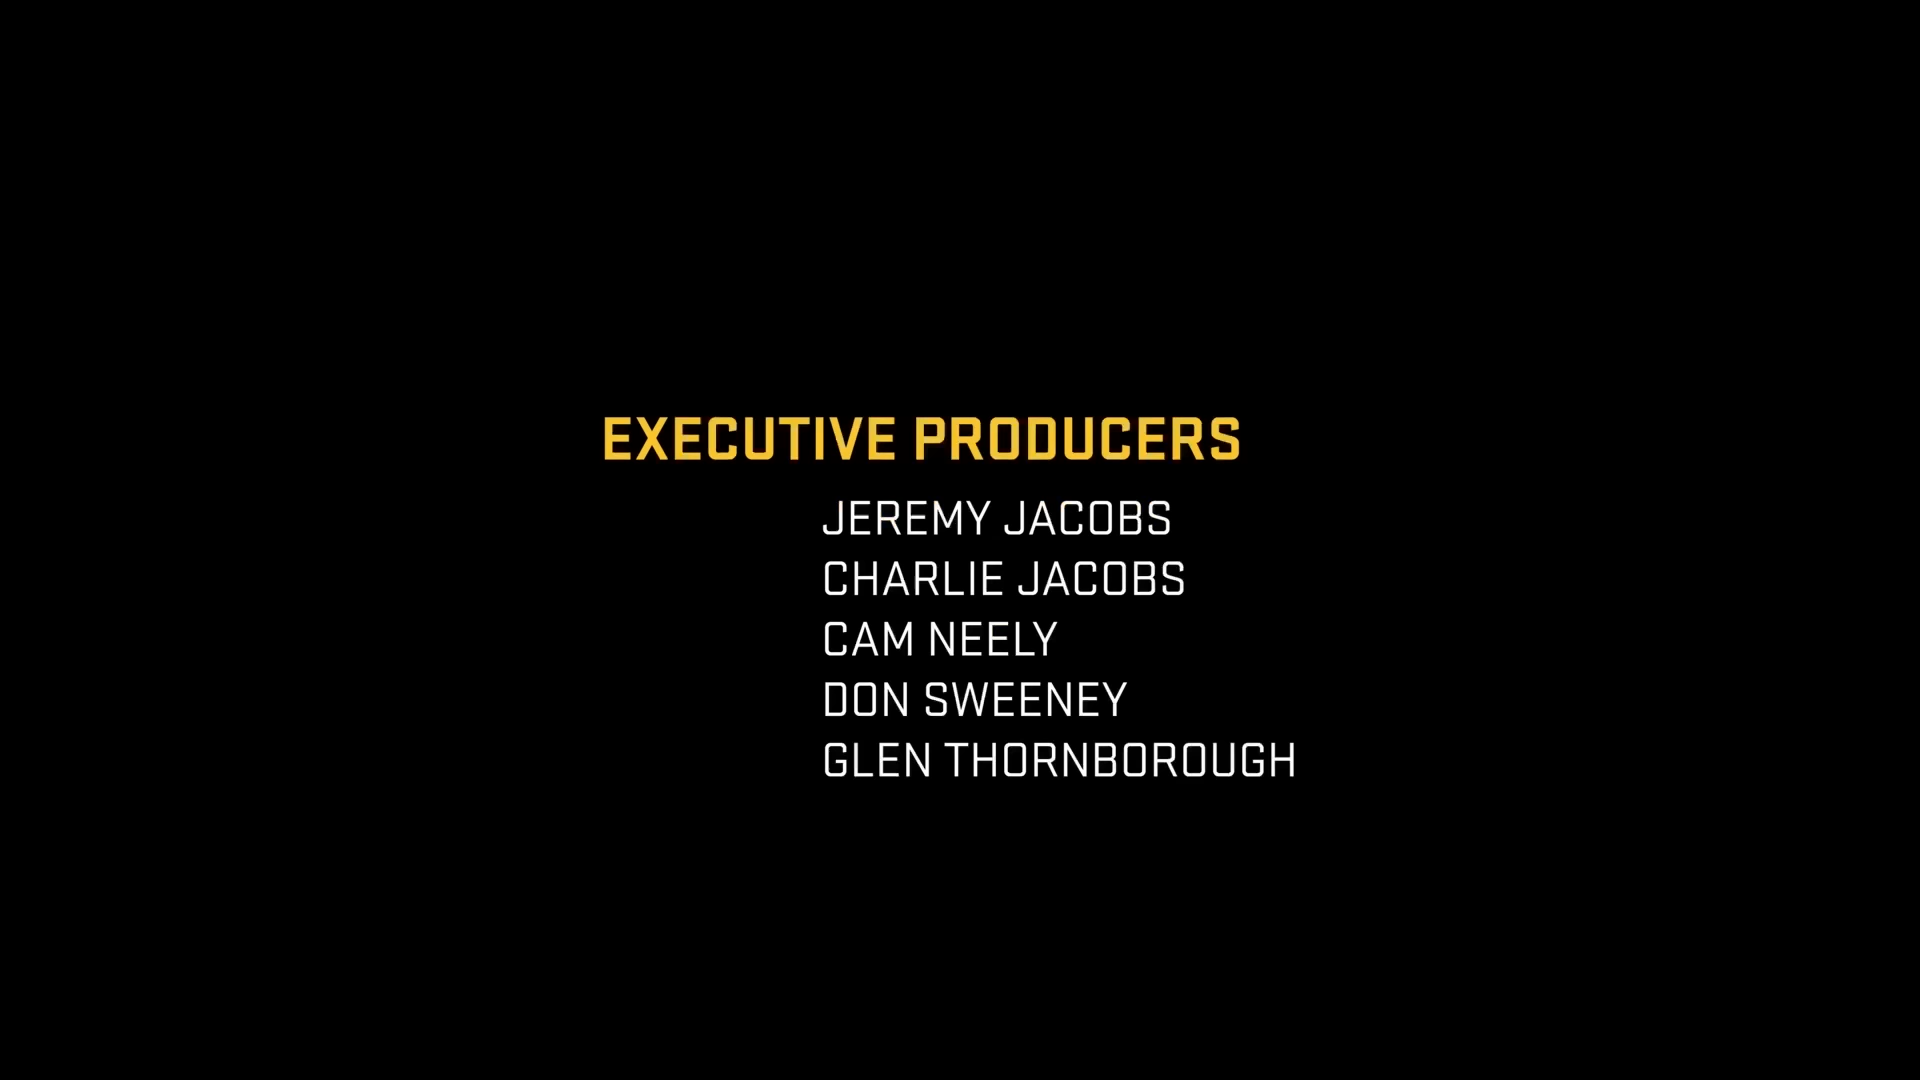 EXECUTIVE PRODUCERS
JEREMY JACOBS
CHARLIE JACOBS
CAM NEELY
DON SWEENEY
GLEN THORNBOROUGH